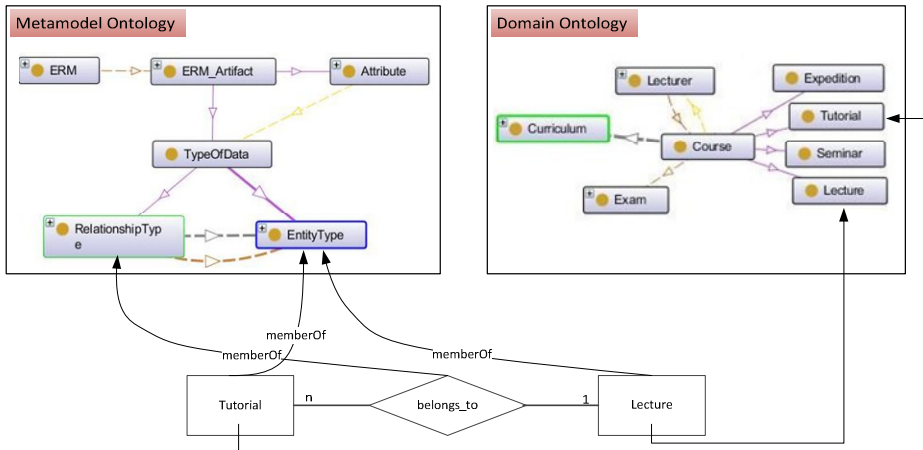 Metamodel Ontology
ERM
ERM_Artifact
Attribute
TypeOfData
RelationshipTyp
e
EntityType
Domain Ontology
Lecturer
Expedition
Curriculum
Tutorial
Course
Seminar
Exam
Lecture
memberOf
memberOf
memberOf
Tutorial
n
belongs_to
1
Lecture